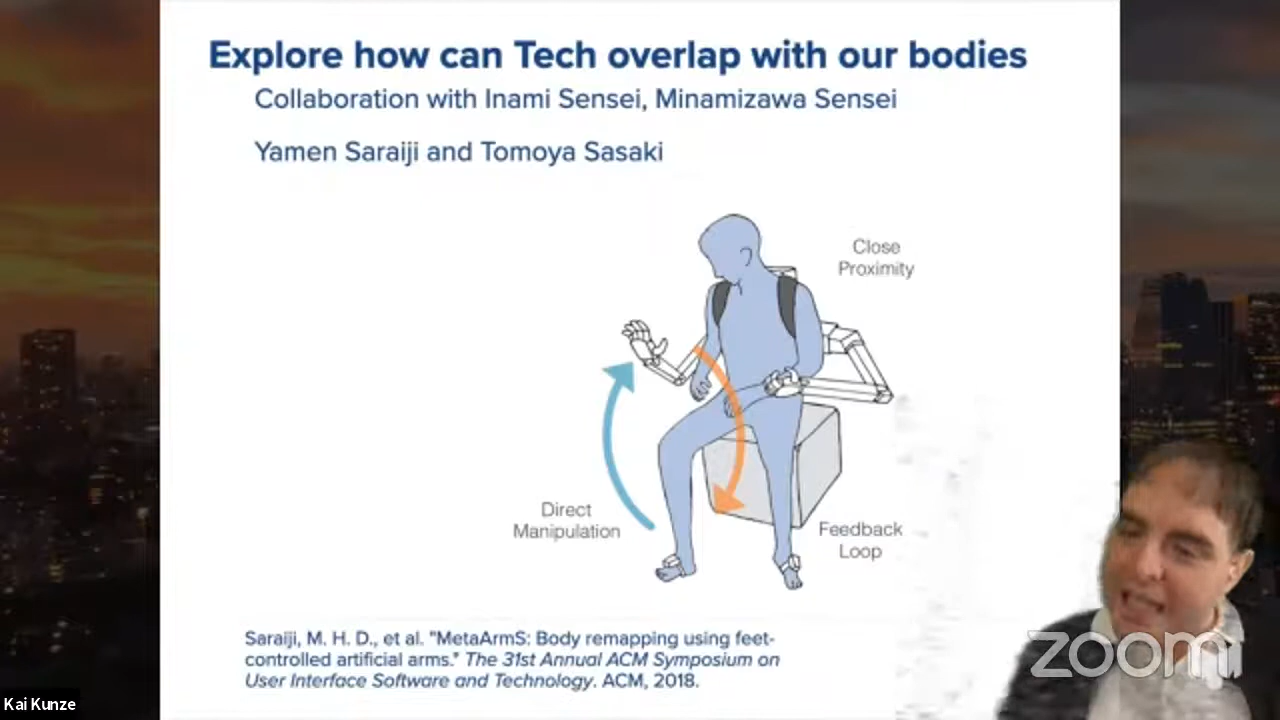 Explore how can Tech overlap with our bodies
Collaboration with Inami Sensei, Minamizawa Sensei
Yamen Saraiji and Tomoya Sasaki
Close
Proximity
Direct
Manipulation
Feedback
Loop
Saraiji, M. H. D., et al. "MetaArmS: Body remapping using feet-
controlled artificial arms." The 31st Annual ACM Symposium on
User Interface Software and Technology. ACM, 2018.
zoom
Kai Kunze